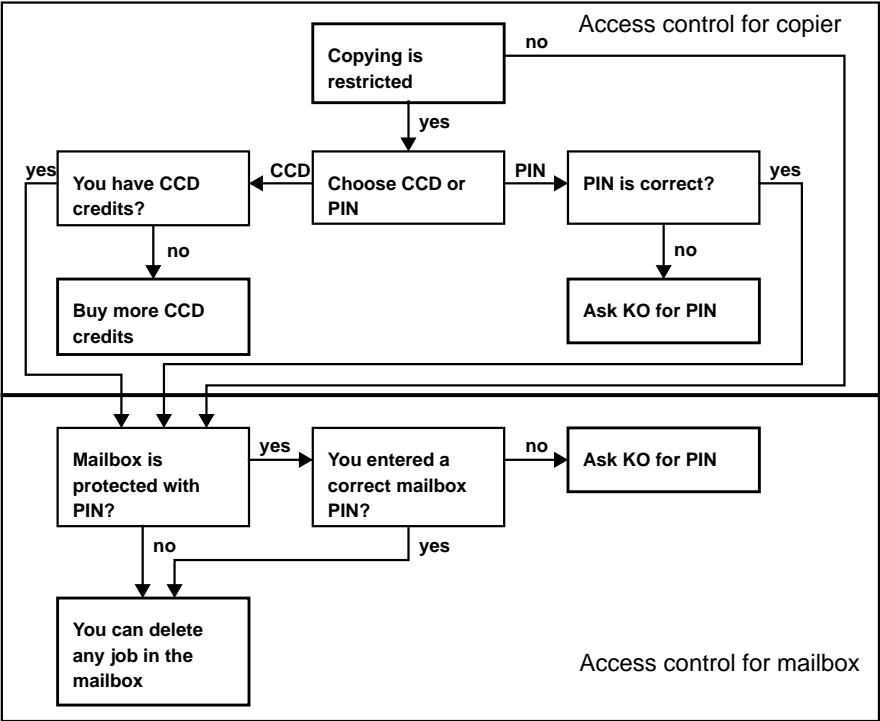 Access control for copier
Copying is
restricted
no
yes
yes
You have CCD
credits?
CCD
Choose CCD or
PIN
PIN
PIN is correct?
yes
no
no
Buy more CCD
credits
Ask KO for PIN
Mailbox is
protected with
PIN?
yes
You entered a
correct mailbox
PIN?
no
Ask KO for PIN
no
yes
You can delete
any job in the
mailbox
Access control for mailbox